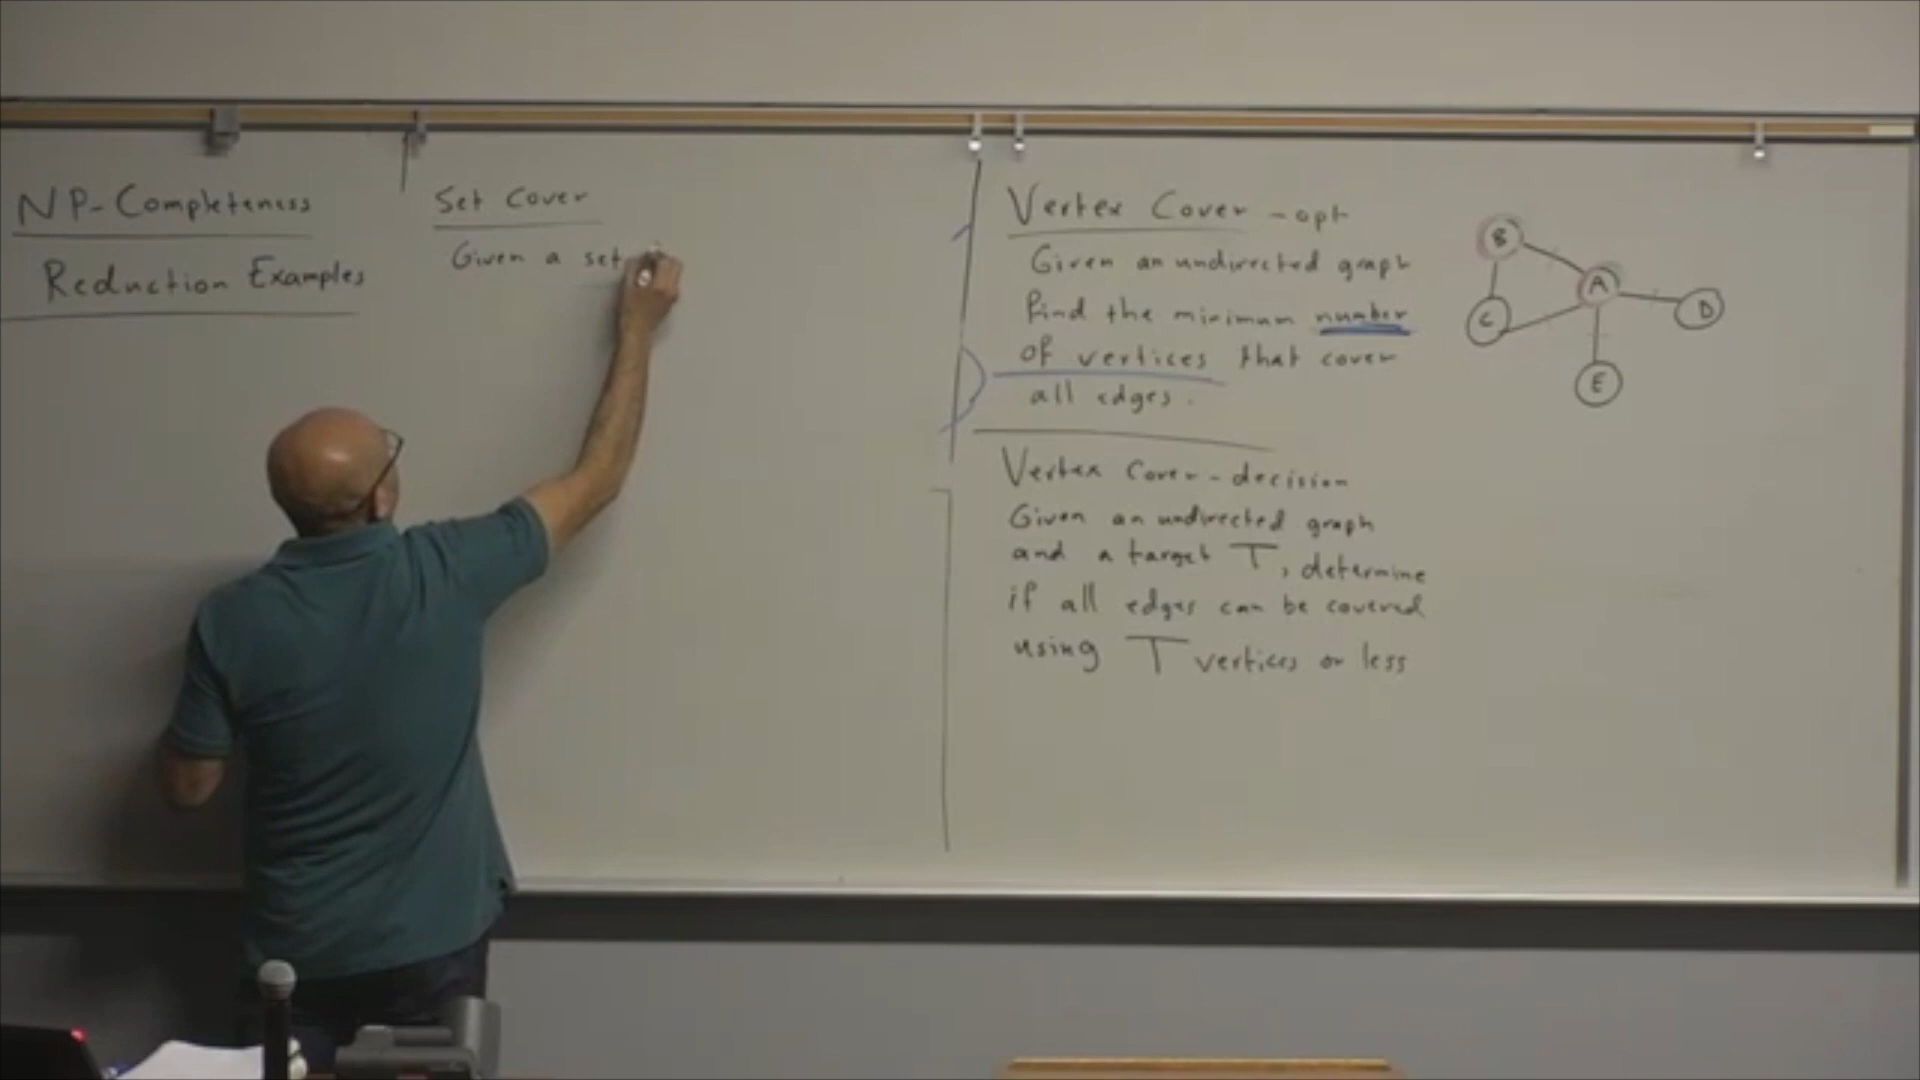 NP-Completeness
Reduction Examples
Set Cover
Given a set
Vertex Cover - opt
Given an undirected graph
find the minimum number
of vertices that cover
all edges.
Vertex Cover - decision
Given an undirected graph
and a target T, determine
if all edges can be covered
using T vertices or less
B
A
D
C
E